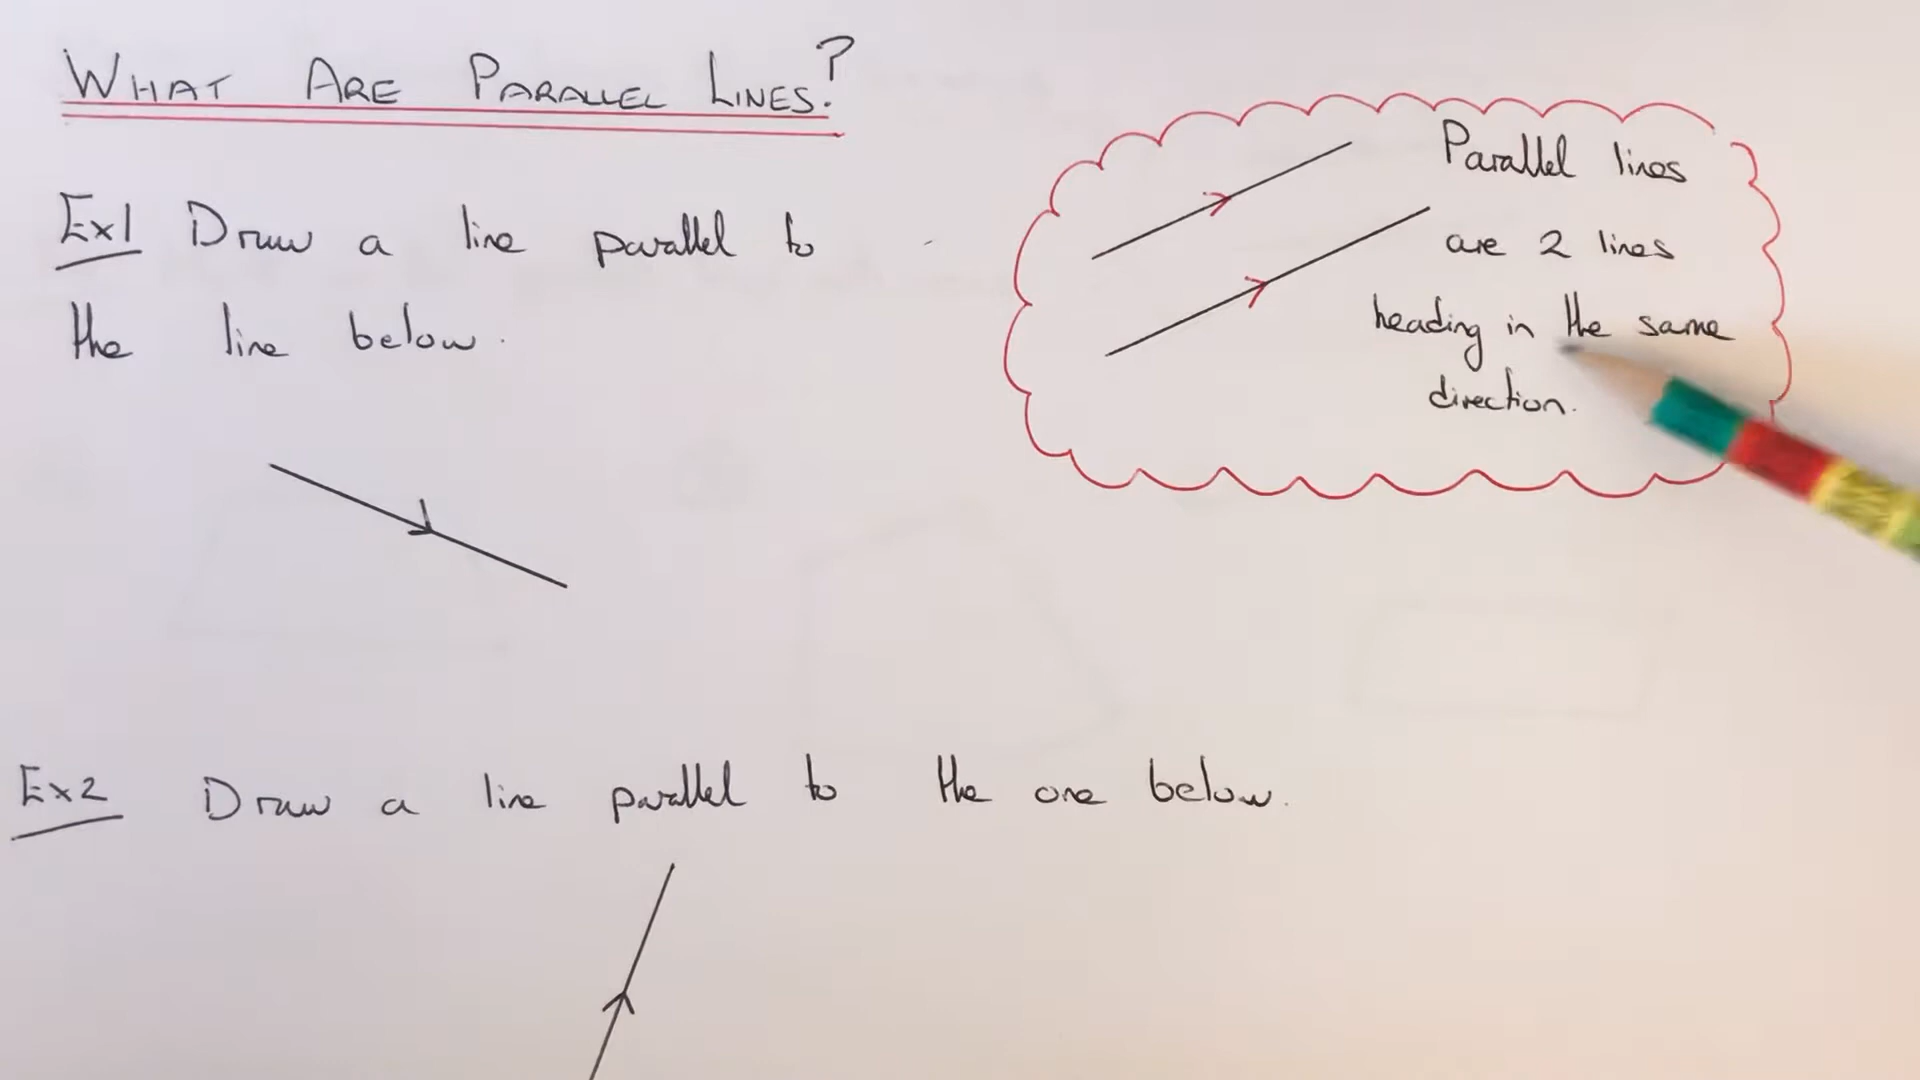 WHAT ARE PARALLEL LINES?
Ex1 Draw a line parallel to
the line below.
Parallel lines
are 2 lines
heading in the same
direction.
Ex2 Draw a line parallel to the one below.